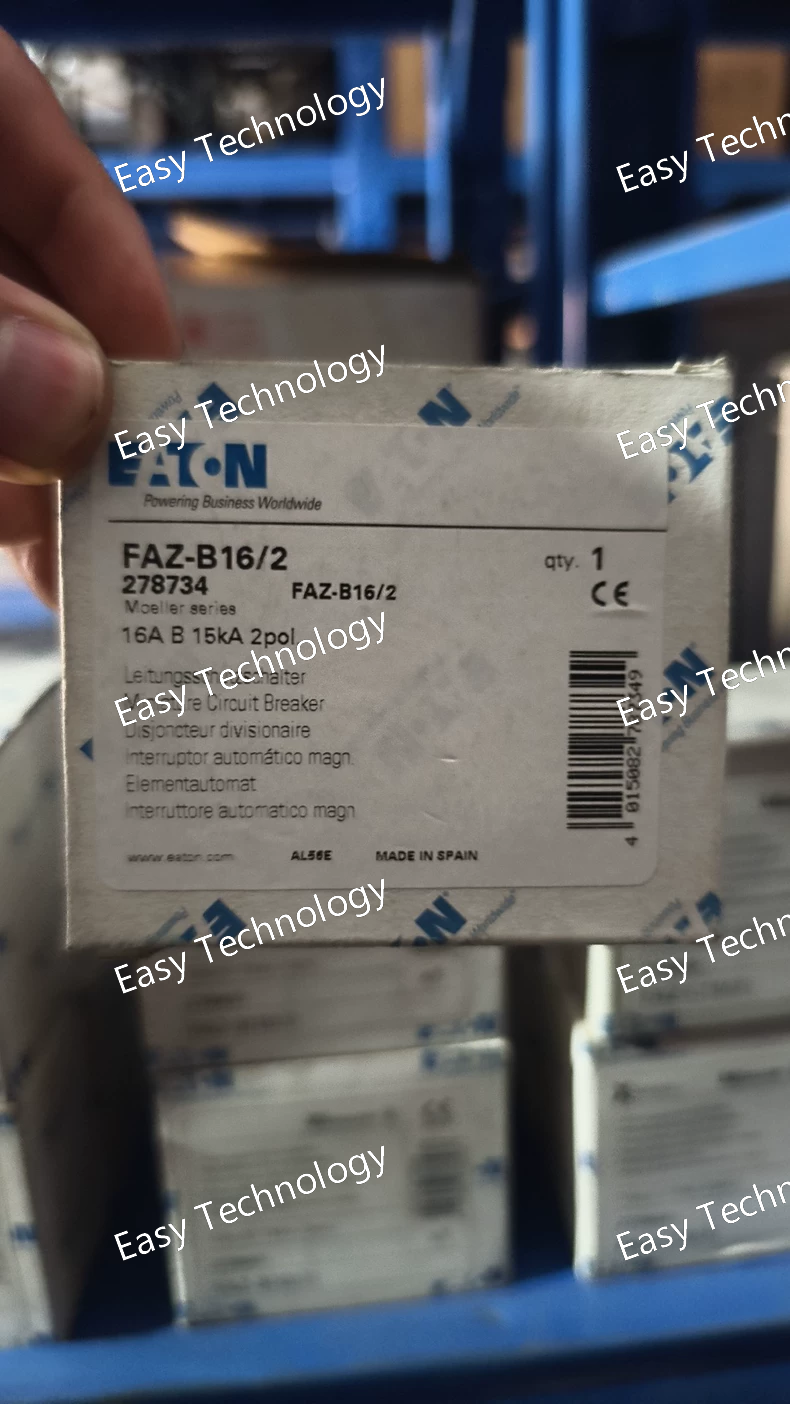 Easy Technology
Easy Techn
Easy Technology
Easy Techn
EATON
Powering Business Worldwide
FAZ-B16/2
qty. 1
278734
FAZ-B16/2
CE
Moeller series
16A B 15kA 2pol.
Easy Technology
Easy Techn
Leitungsschutzschalter
Miniature Circuit Breaker
Disjoncteur divisionaire
Interruptor automático magn.
Elementautomat
Interruttore automatico magn
www.eaton.com
AL56E
MADE IN SPAIN
Easy Technology
Easy Techn
Easy Technology
Easy Techn